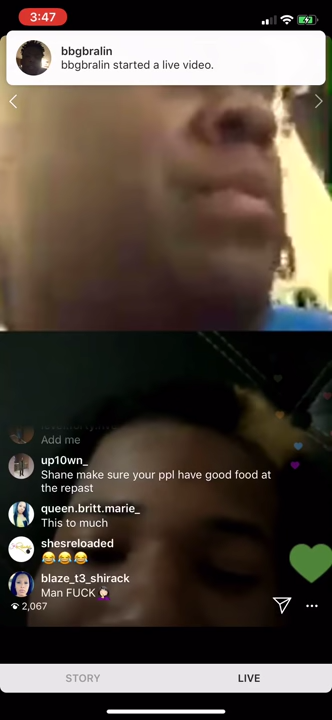 3:47
bbgbralin
bbgbralin started a live video.
Add me
up10wn_
Shane make sure your ppl have good food at
the repast
queen.britt.marie_
This to much
shesreloaded
😂😂😂
blaze_t3_shirack
Man FUCK 🤦🏻‍♀️
2,067
STORY
LIVE